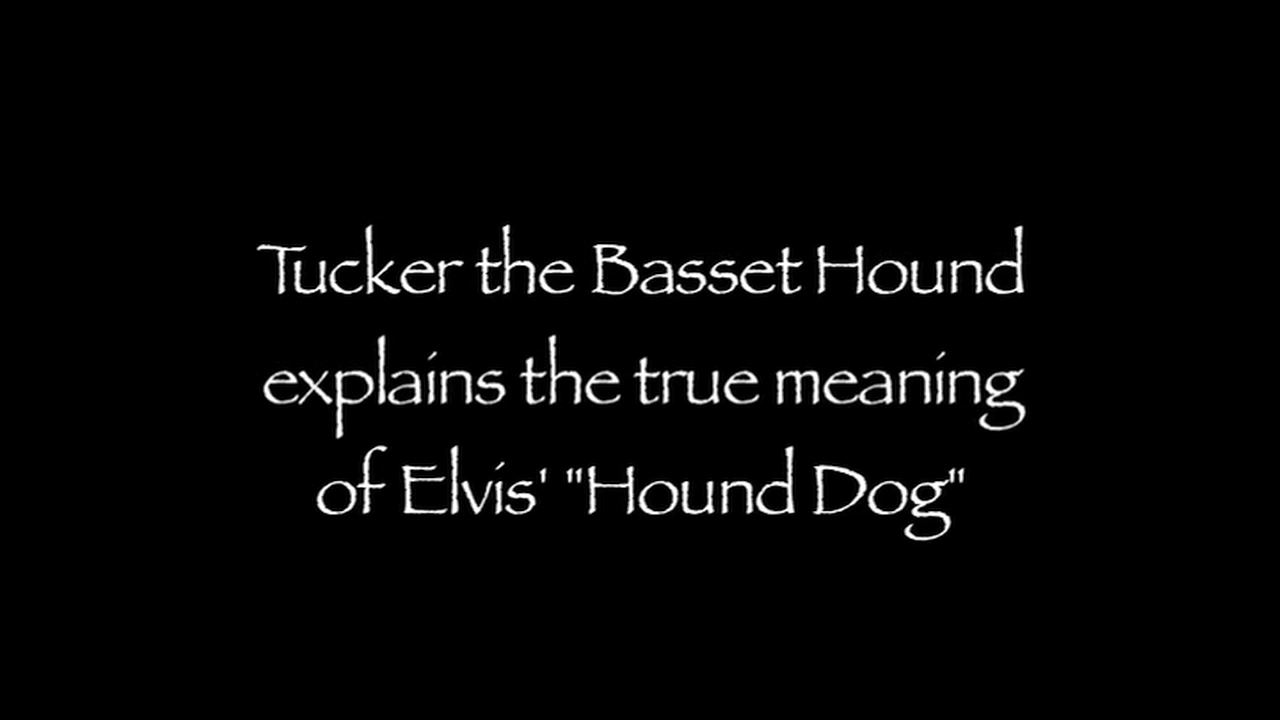 Tucker the Basset Hound
explains the true meaning
of Elvis' "Hound Dog"